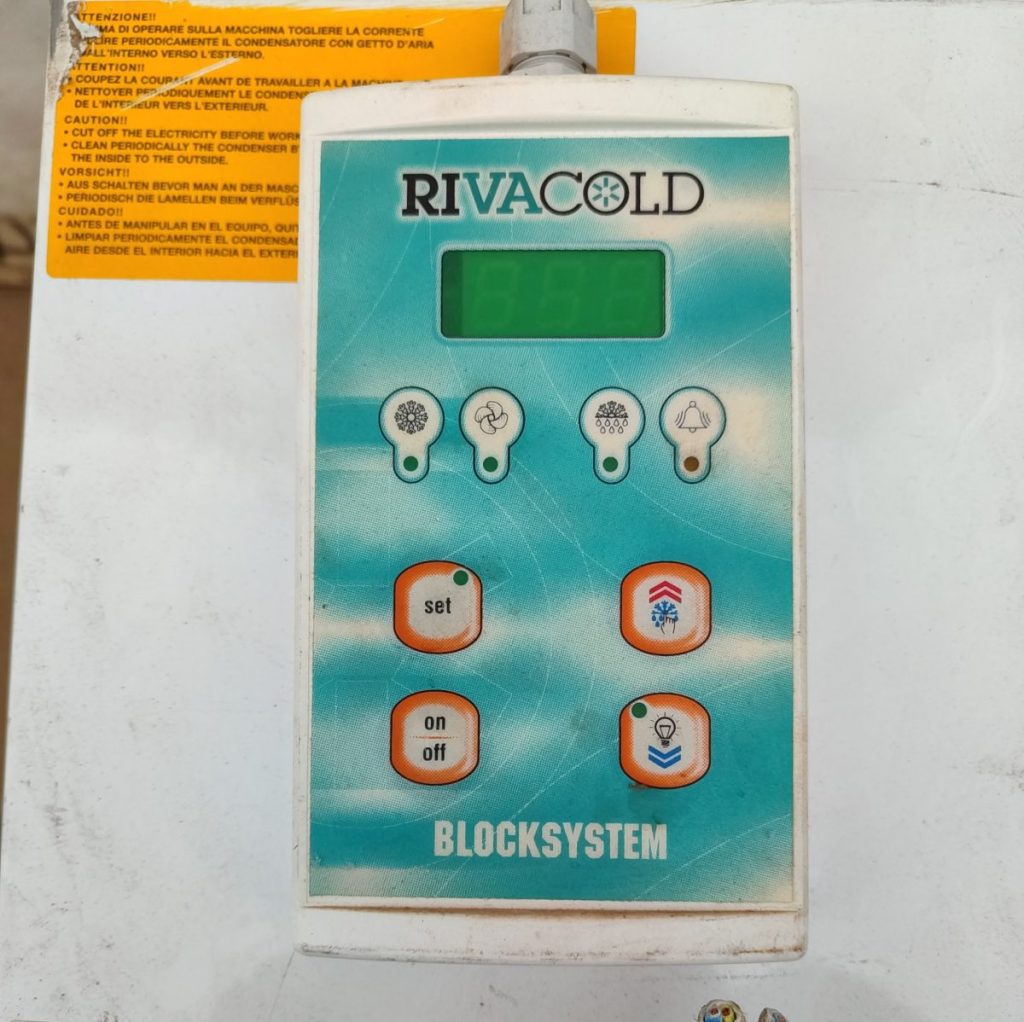 ATTENZIONE!!
PRIMA DI OPERARE SULLA MACCHINA TOGLIERE LA CORRENTE
PULIRE PERIODICAMENTE IL CONDENSATORE CON GETTO D'ARIA
DALL'INTERNO VERSO L'ESTERNO.
ATTENTION!!
• COUPEZ LA COURANT AVANT DE TRAVAILLER A LA
• NETTOYER PERIODIQUEMENT LE
DE L'INTERIEUR VERS L'EXTERIEUR.
CAUTION!!
• CUT OFF THE ELECTRICITY BEFORE WORK
• CLEAN PERIODICALLY THE CONDENSER B
THE INSIDE TO THE OUTSIDE.
VORSICHT!!
• AUS SCHALTEN BEVOR MAN AN DER MASC
• PERIODISCH DIE LAMELLEN BEIM VERFLÜS
CUIDADO!!
• ANTES DE MANIPULAR EN EL EQUIPO, QUIT
• LIMPIAR PERIODICAMENTE EL CONDENSAD
AIRE DESDE EL INTERIOR HACIA EL EXTERI
RIVACOLD
set
on
off
BLOCKSYSTEM